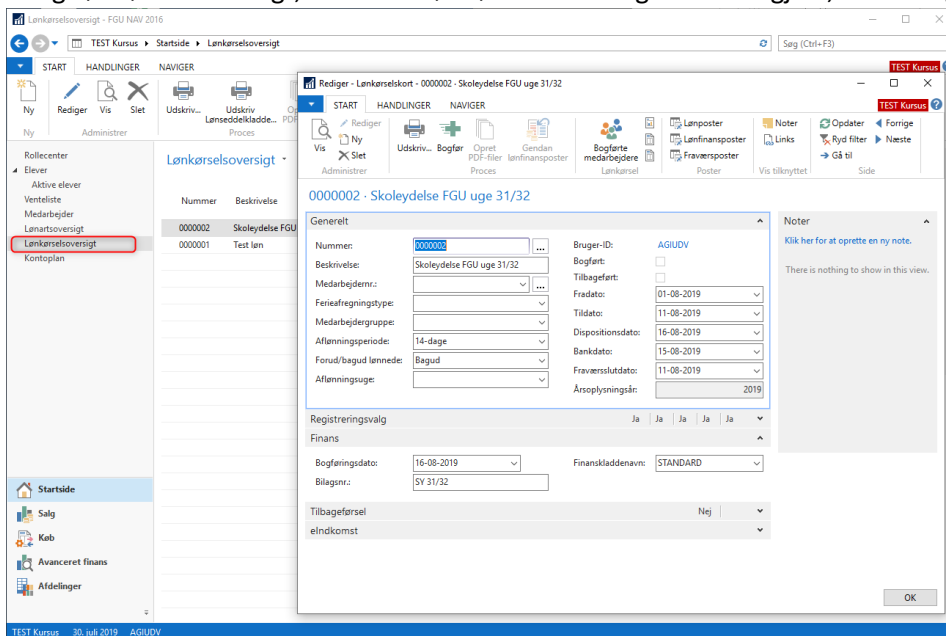 Lønkørselsoversigt - FGU NAV 2016
TEST Kursus ▸ Startside ▸ Lønkørselsoversigt
Søg (Ctrl+F3)
START HANDLINGER NAVIGER
TEST Kursus
Ny Rediger Vis Slet Udskriv... Udskriv Lønseddelkladde...
Ny Administrer Proces
Rollecenter
Elever
Aktive elever
Venteliste
Medarbejder
Lønartsoversigt
Lønkørselsoversigt
Kontoplan
Lønkørselsoversigt
Nummer Beskrivelse
0000002 Skoleydelse FGU
0000001 Test løn
Startside
Salg
Køb
Avanceret finans
Afdelinger
Rediger - Lønkørselskort - 0000002 · Skoleydelse FGU uge 31/32
START HANDLINGER NAVIGER
TEST Kursus
Vis Rediger Ny Slet
Udskriv... Bogfør Opret PDF-filer Gendan lønfinansposter
Bogførte medarbejdere
Lønposter
Lønfinansposter
Fraværsposter
Noter
Links
Opdater
Ryd filter
Gå til
Forrige
Næste
Administrer Proces Lønkørsel Poster Vis tilknyttet Side
0000002 · Skoleydelse FGU uge 31/32
Generelt
Nummer: 0000002 ...
Beskrivelse: Skoleydelse FGU uge 31/32
Medarbejdernr.: ...
Ferieafregningstype:
Medarbejdergruppe:
Aflønningsperiode: 14-dage
Forud/bagud lønnede: Bagud
Aflønningsuge:
Bruger-ID: AGIUDV
Bogført:
Tilbageført:
Fradato: 01-08-2019
Tildato: 11-08-2019
Dispositionsdato: 16-08-2019
Bankdato: 15-08-2019
Fraværsslutdato: 11-08-2019
Årsoplysningsår: 2019
Registreringsvalg Ja Ja Ja Ja Ja
Finans
Bogføringsdato: 16-08-2019
Bilagsnr.: SY 31/32
Finanskladdenavn: STANDARD
Tilbageførsel Nej
eIndkomst
Noter
Klik her for at oprette en ny note.
There is nothing to show in this view.
OK
TEST Kursus 30. juli 2019 AGIUDV